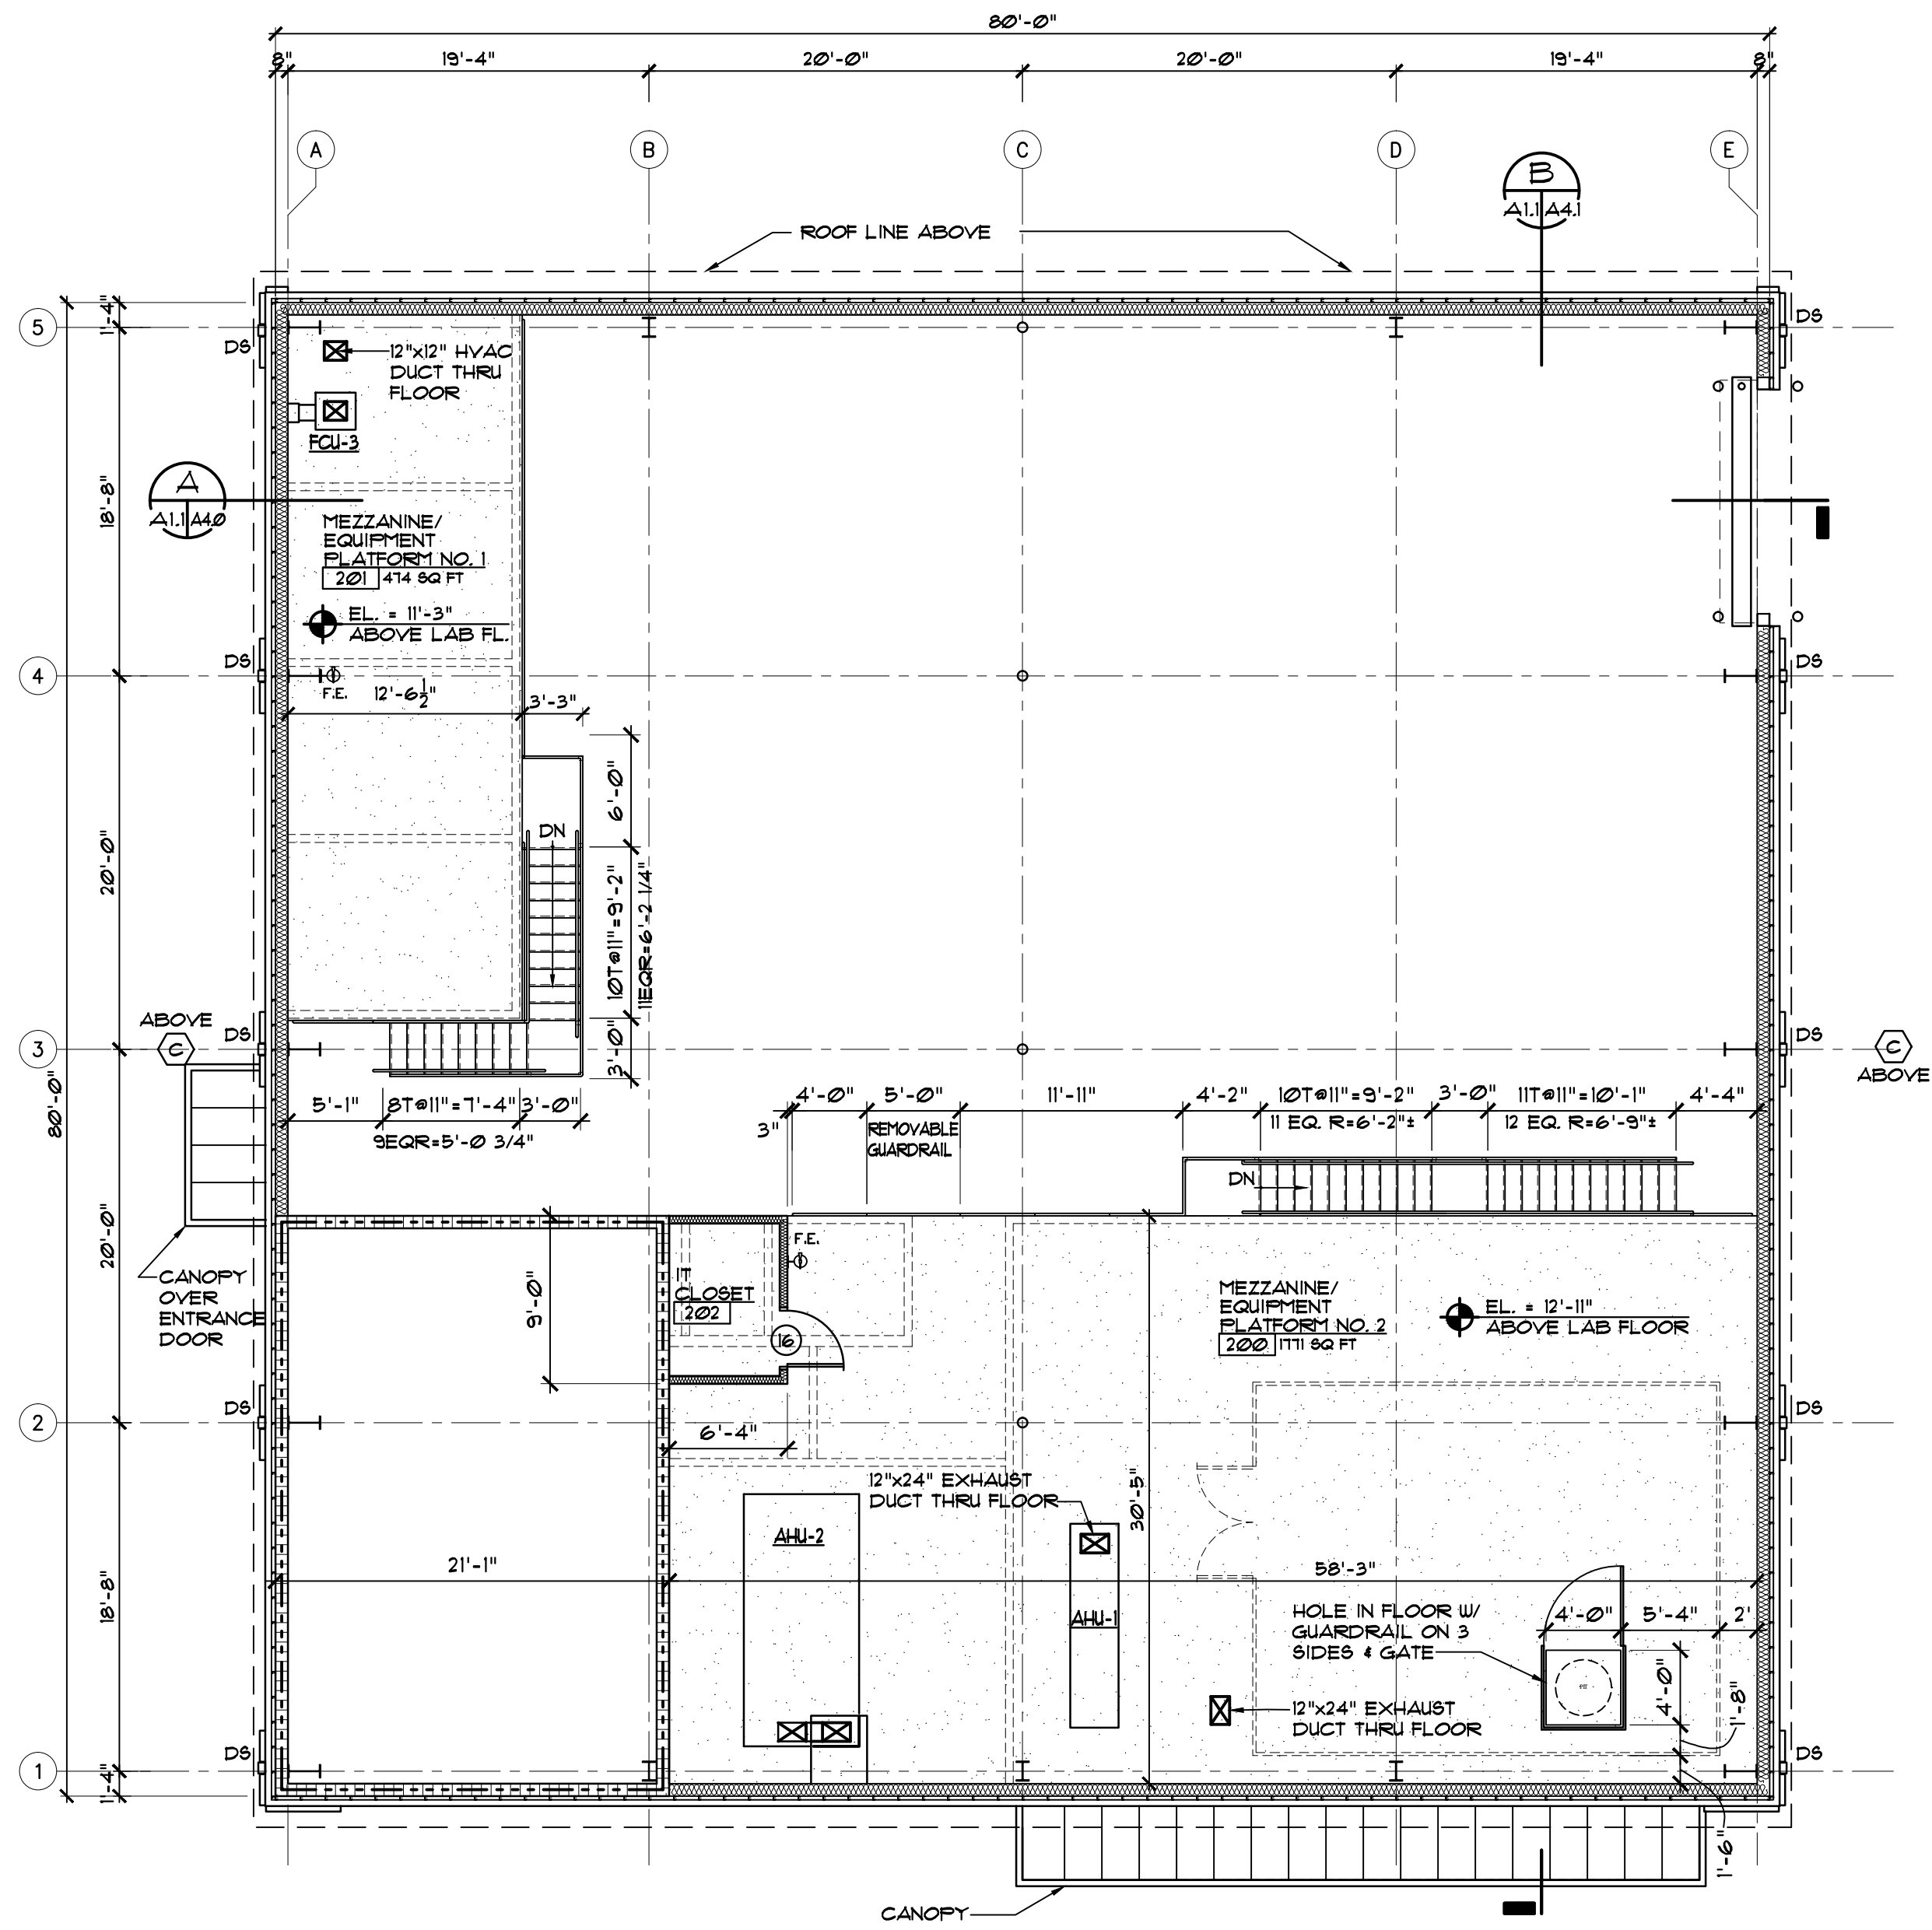 80'-0"
8"
19'-4"
20'-0"
20'-0"
19'-4"
8"
A
B
C
D
E
B
A1.1
A4.1
ROOF LINE ABOVE
1'-4"
5
DS
DS
12"x12" HVAC
DUCT THRU
FLOOR
FCU-3
18'-8"
A
A1.1
A4.0
MEZZANINE/
EQUIPMENT
PLATFORM NO. 1
201
474 SQ FT
EL. = 11'-3"
ABOVE LAB FL.
4
DS
DS
F.E.
12'-6 1/2"
3'-3"
6'-0"
DN
20'-0"
10T@11"=9'-2"
11EQR=6'-2 1/4"
3'-0"
ABOVE
C
DS
DS
C
ABOVE
3
80'-0"
5'-1"
8T@11"=7'-4"
3'-0"
9EQR=5'-0 3/4"
3"
4'-0"
5'-0"
11'-11"
4'-2"
10T@11"=9'-2"
3'-0"
11T@11"=10'-1"
4'-4"
REMOVABLE
GUARDRAIL
11 EQ. R=6'-2"±
12 EQ. R=6'-9"±
DN
20'-0"
CANOPY
OVER
ENTRANCE
DOOR
9'-0"
IT
CLOSET
202
F.E.
16
MEZZANINE/
EQUIPMENT
PLATFORM NO. 2
200
1771 SQ FT
EL. = 12'-11"
ABOVE LAB FLOOR
2
DS
DS
6'-4"
12"x24" EXHAUST
DUCT THRU FLOOR
30'-5"
AHU-2
21'-1"
58'-3"
18'-8"
AHU-1
HOLE IN FLOOR W/
GUARDRAIL ON 3
SIDES & GATE
4'-0"
5'-4"
2'
4'-0"
1'-8"
12"x24" EXHAUST
DUCT THRU FLOOR
DS
DS
1
1'-4"
1'-6"
CANOPY